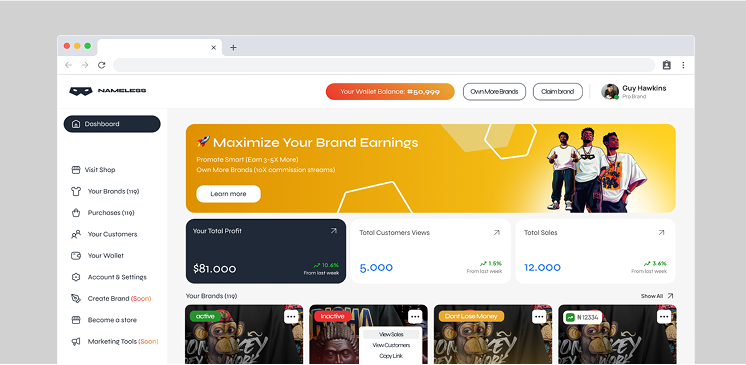 NAMELESS
Your Wallet Balance: ₦50,999
Own More Brands
Claim brand
Guy Hawkins
Pro Brand
Dashboard
Visit Shop
Your Brands (119)
Purchases (119)
Your Customers
Your Wallet
Account & Settings
Create Brand (Soon)
Become a store
Marketing Tools (Soon)
🚀 Maximize Your Brand Earnings
Promote Smart (Earn 3-5X More)
Own More Brands (10X commission streams)
Learn more
Your Total Profit
$81.000
10.6%
From last week
Total Customers Views
5.000
1.5%
From last week
Total Sales
12.000
3.6%
From last week
Your Brands (119)
Show All
active
Inactive
View Sales
View Customers
Copy Link
Dont Lose Money
₦ 12334